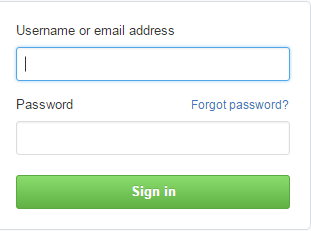 Username or email address
Password Forgot password?
Sign in